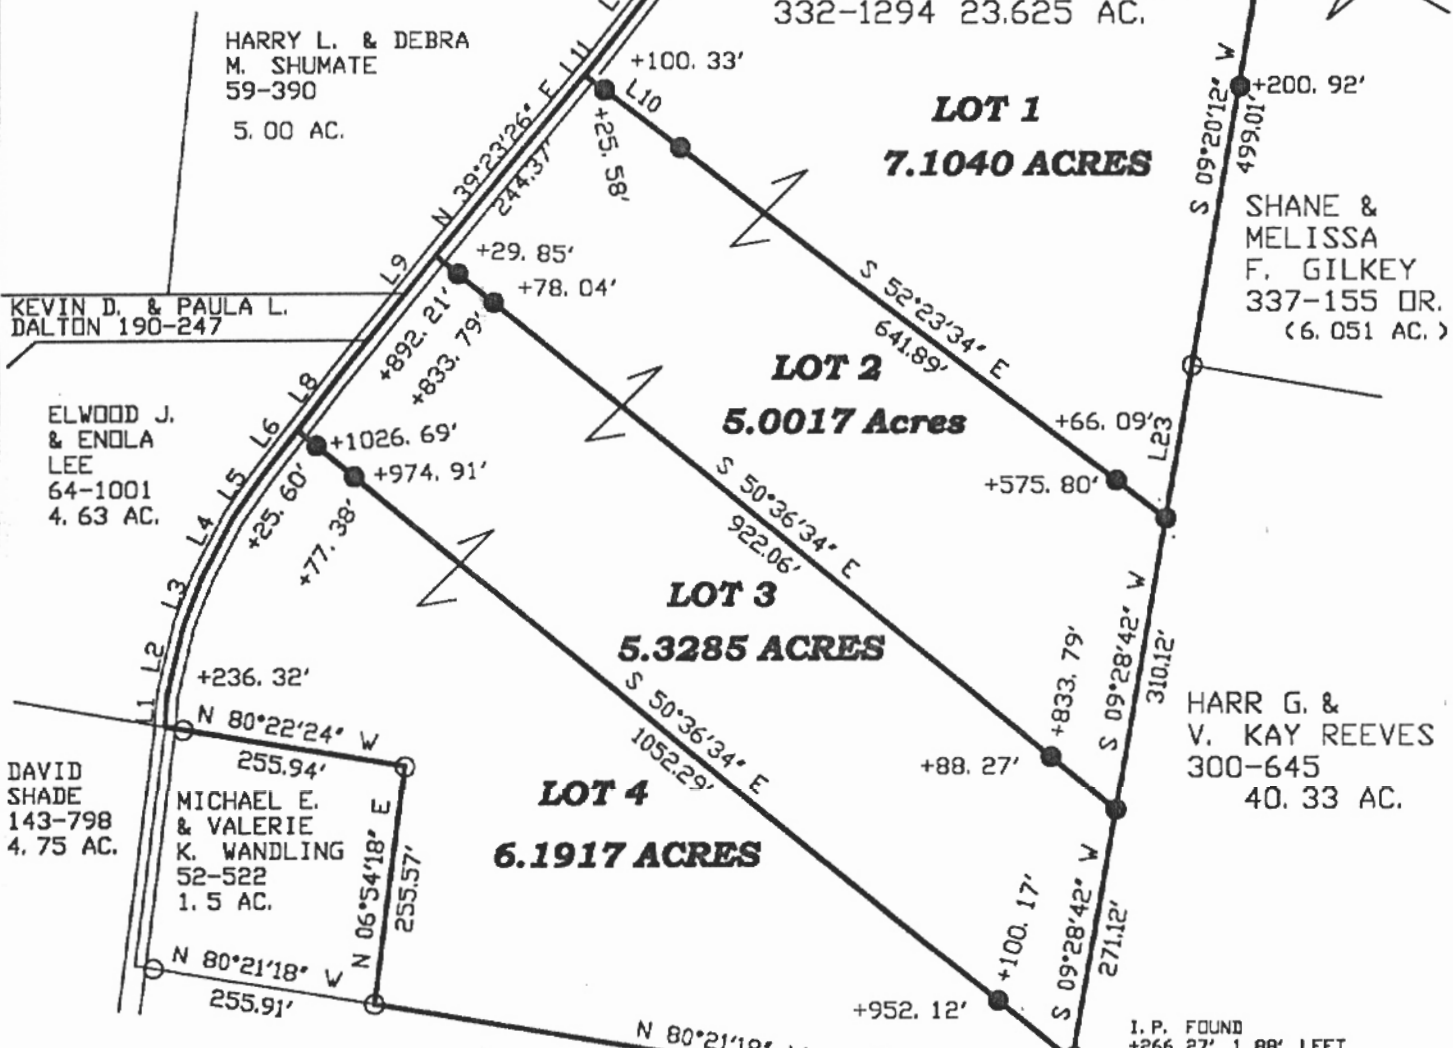 332-1294 23.625 AC.
HARRY L. & DEBRA
M. SHUMATE
59-390
5.00 AC.
L11
+100.33'
L10
+25.58'
N 39°23'26" E
244.37'
LOT 1
7.1040 ACRES
S 09°20'12" W
499.01'
+200.92'
SHANE &
MELISSA
F. GILKEY
337-155 OR.
(6.051 AC.)
L9
+29.85'
+78.04'
KEVIN D. & PAULA L.
DALTON 190-247
+892.21'
+833.79'
S 52°23'34" E
641.89'
LOT 2
5.0017 Acres
L8
ELWOOD J.
& ENOLA
LEE
64-1001
4.63 AC.
L6
L5
L4
L3
L2
L1
+1026.69'
+974.91'
+25.60'
+77.38'
+66.09'
L23
+575.80'
S 50°36'34" E
922.06'
LOT 3
5.3285 ACRES
S 09°28'42" W
310.12'
+833.79'
+88.27'
HARR G. &
V. KAY REEVES
300-645
40.33 AC.
+236.32'
N 80°22'24" W
255.94'
S 50°36'34" E
1052.29'
DAVID
SHADE
143-798
4.75 AC.
MICHAEL E.
& VALERIE
K. WANDLING
52-522
1.5 AC.
N 06°54'18" E
255.57'
LOT 4
6.1917 ACRES
S 09°28'42" W
271.12'
+100.17'
+952.12'
N 80°21'18" W
255.91'
N 80°21'18"
I.P. FOUND
+266.27' 1.88' LEFT